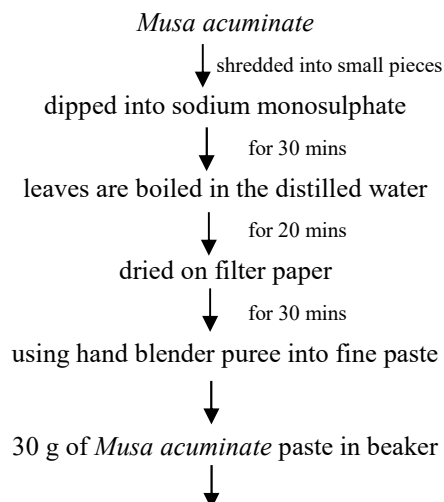 Musa acuminate
shredded into small pieces
dipped into sodium monosulphate
for 30 mins
leaves are boiled in the distilled water
for 20 mins
dried on filter paper
for 30 mins
using hand blender puree into fine paste
30 g of Musa acuminate paste in beaker